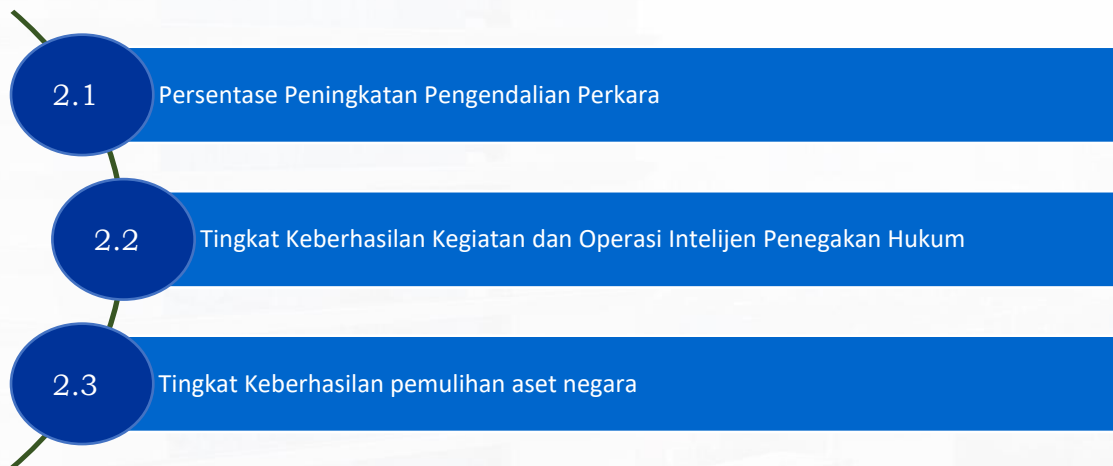 2.1 Persentase Peningkatan Pengendalian Perkara
2.2 Tingkat Keberhasilan Kegiatan dan Operasi Intelijen Penegakan Hukum
2.3 Tingkat Keberhasilan pemulihan aset negara